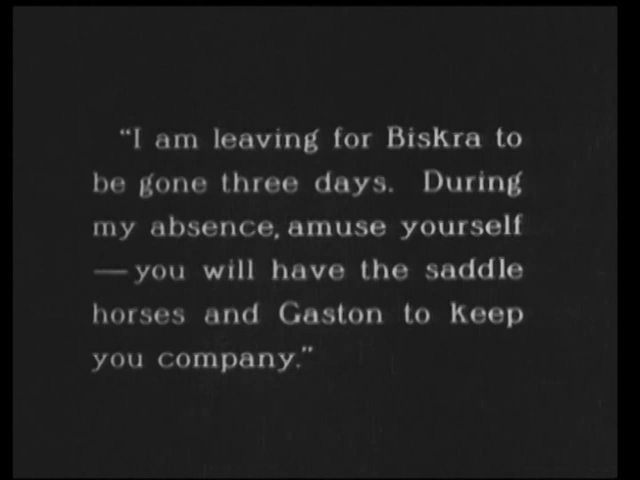 “I am leaving for Biskra to
be gone three days. During
my absence, amuse yourself
—you will have the saddle
horses and Gaston to keep
you company.”